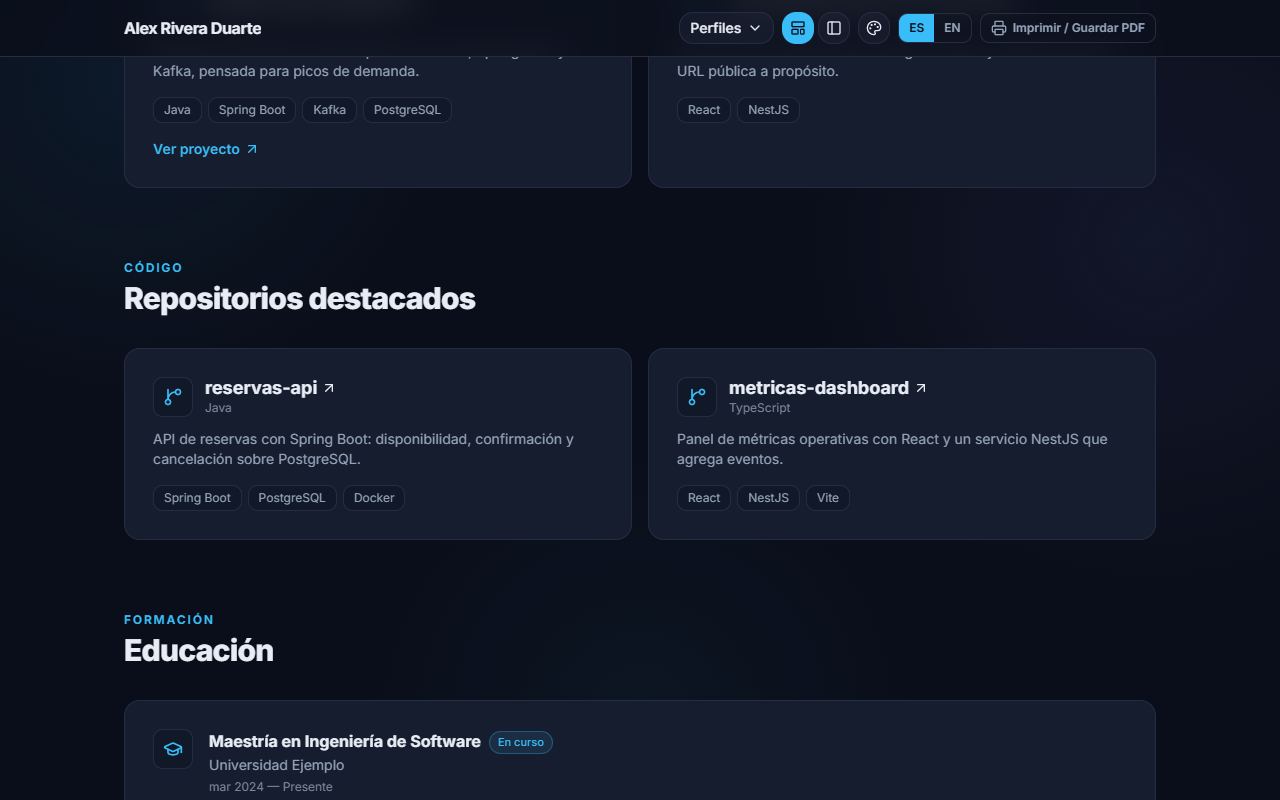 Alex Rivera Duarte
Perfiles
ES
EN
Imprimir / Guardar PDF
Kafka, pensada para picos de demanda.
Java
Spring Boot
Kafka
PostgreSQL
Ver proyecto
URL pública a propósito.
React
NestJS
CÓDIGO
Repositorios destacados
reservas-api
Java
API de reservas con Spring Boot: disponibilidad, confirmación y
cancelación sobre PostgreSQL.
Spring Boot
PostgreSQL
Docker
metricas-dashboard
TypeScript
Panel de métricas operativas con React y un servicio NestJS que
agrega eventos.
React
NestJS
Vite
FORMACIÓN
Educación
Maestría en Ingeniería de Software
En curso
Universidad Ejemplo
mar 2024 — Presente